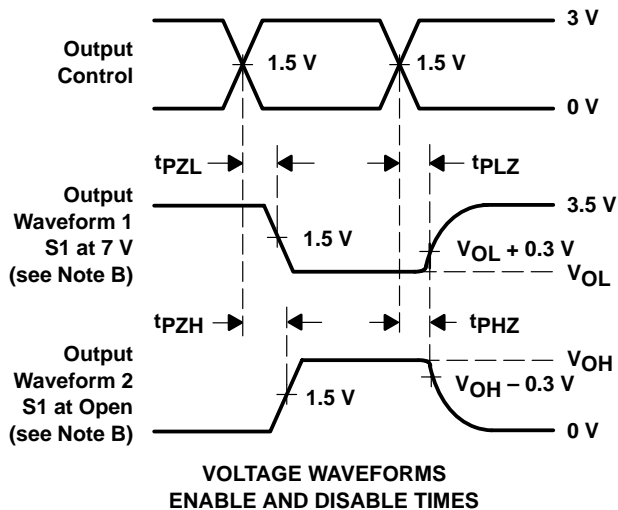 Output
Control
3 V
1.5 V
1.5 V
0 V
tPZL
tPLZ
Output
Waveform 1
S1 at 7 V
(see Note B)
3.5 V
1.5 V
VOL + 0.3 V
VOL
tPZH
tPHZ
Output
Waveform 2
S1 at Open
(see Note B)
VOH
VOH – 0.3 V
1.5 V
0 V
VOLTAGE WAVEFORMS
ENABLE AND DISABLE TIMES